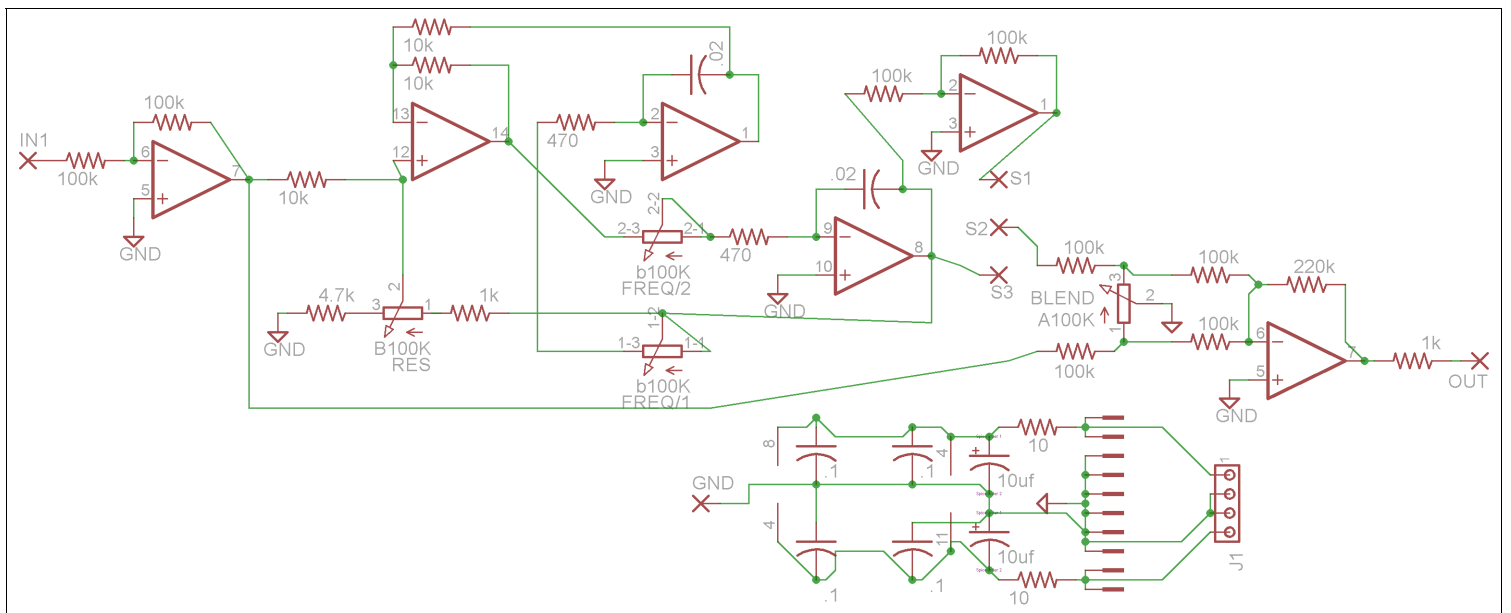 10k
10k
.02
100k
100k
100k
13
−
14
12
+
470
2
−
1
3
+
GND
2
−
1
3
+
GND
S1
IN1
100k
6
−
7
5
+
GND
10k
.02
2-2
2-3
2-1
b100K
FREQ/2
470
9
−
8
10
+
GND
S2
S3
100k
3
BLEND
A100K
2
1
100k
220k
100k
100k
6
−
7
5
+
GND
1k
OUT
4.7k
GND
3
2
1
B100K
RES
1k
1-2
1-3
1-1
b100K
FREQ/1
8
.1
.1
4
+
10uf
10
GND
4
.1
11
.1
+
10uf
10
1
J1